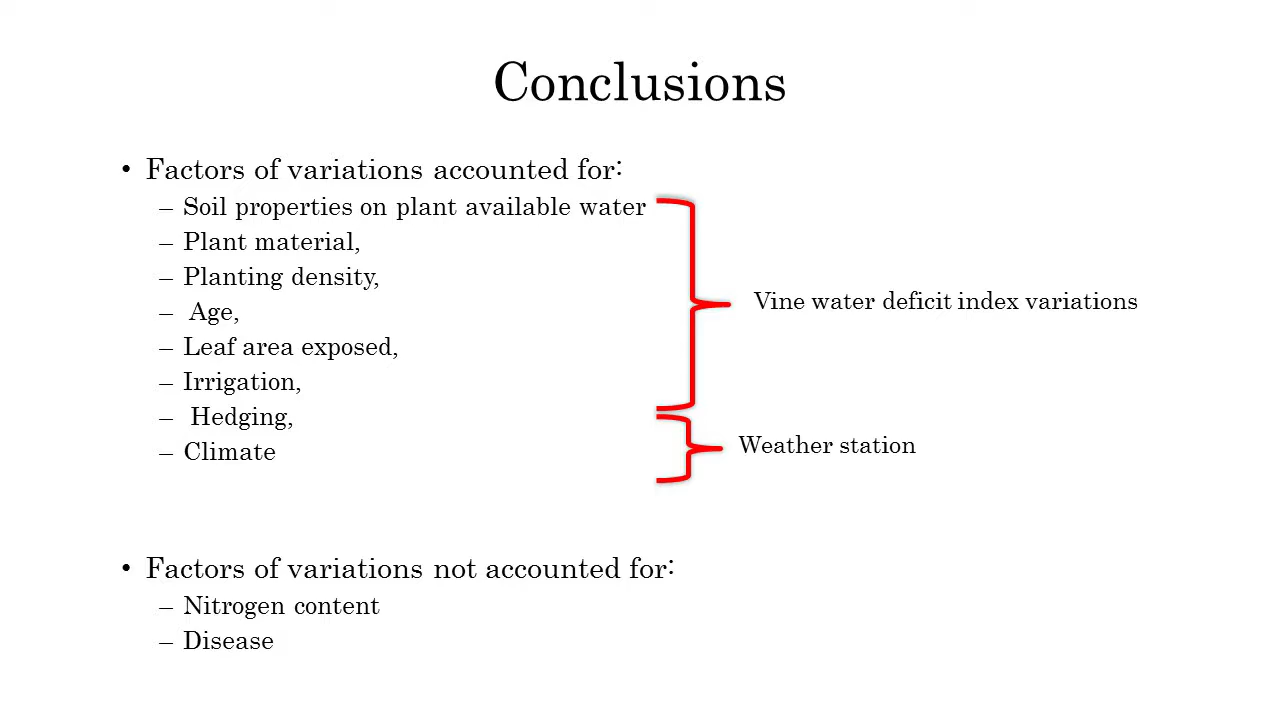 Conclusions
• Factors of variations accounted for:
– Soil properties on plant available water
– Plant material,
– Planting density,
– Age,
– Leaf area exposed,
– Irrigation,
– Hedging,
– Climate
Vine water deficit index variations
Weather station
• Factors of variations not accounted for:
– Nitrogen content
– Disease